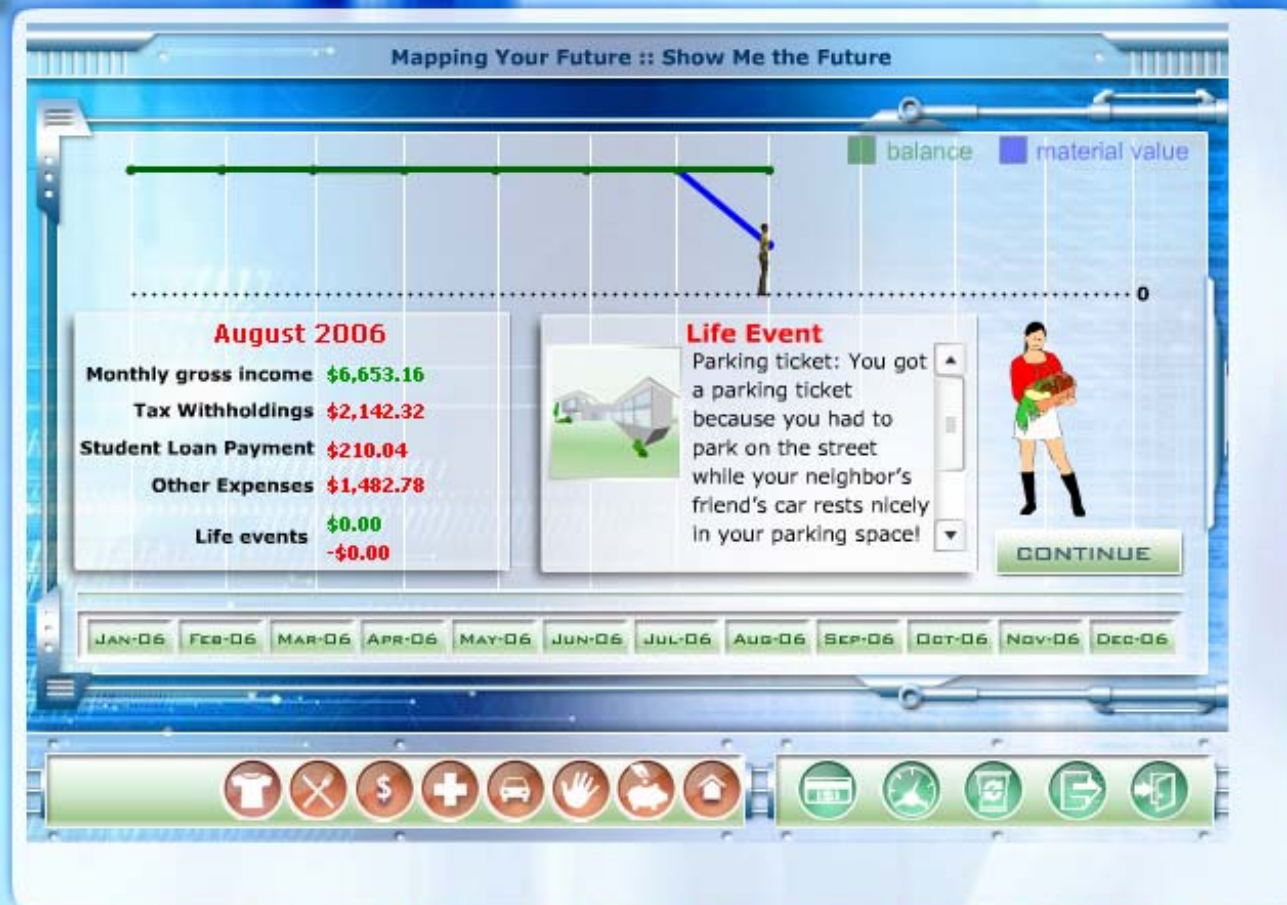 Mapping Your Future :: Show Me the Future
balance
material value
0
August 2006
Monthly gross income $6,653.16
Tax Withholdings $2,142.32
Student Loan Payment $210.04
Other Expenses $1,482.78
Life events $0.00
-$0.00
Life Event
Parking ticket: You got
a parking ticket
because you had to
park on the street
while your neighbor's
friend's car rests nicely
in your parking space!
CONTINUE
JAN-06 FEB-06 MAR-06 APR-06 MAY-06 JUN-06 JUL-06 AUG-06 SEP-06 OCT-06 NOV-06 DEC-06
$